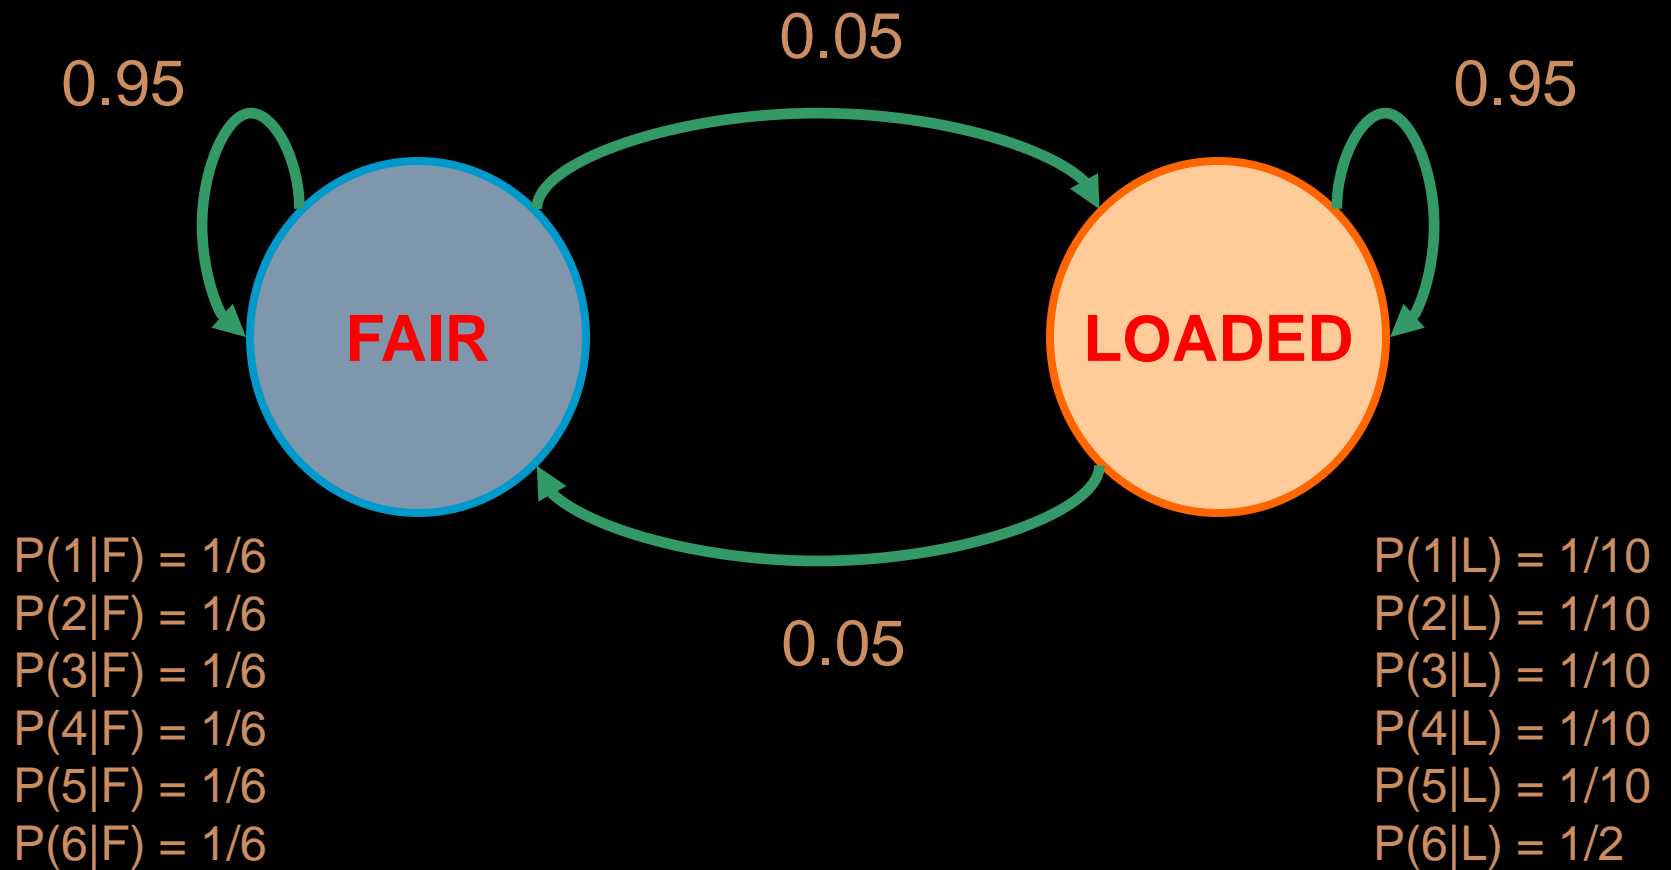 0.05
0.95
0.95
FAIR
LOADED
0.05
P(1|F) = 1/6
P(2|F) = 1/6
P(3|F) = 1/6
P(4|F) = 1/6
P(5|F) = 1/6
P(6|F) = 1/6
P(1|L) = 1/10
P(2|L) = 1/10
P(3|L) = 1/10
P(4|L) = 1/10
P(5|L) = 1/10
P(6|L) = 1/2